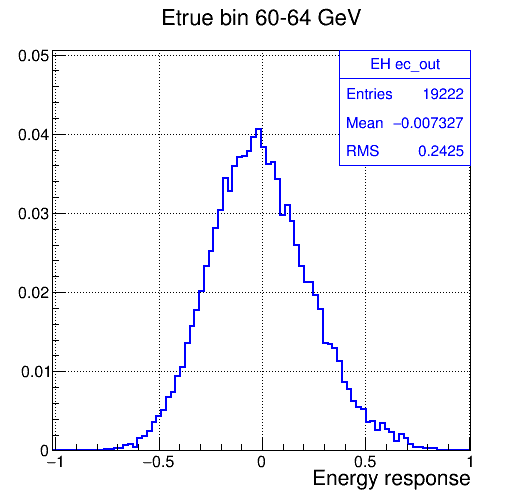 Etrue bin 60-64 GeV
EH ec_out
Entries 19222
Mean −0.007327
RMS 0.2425
0.05
0.04
0.03
0.02
0.01
0
−1 −0.5 0 0.5 1
Energy response